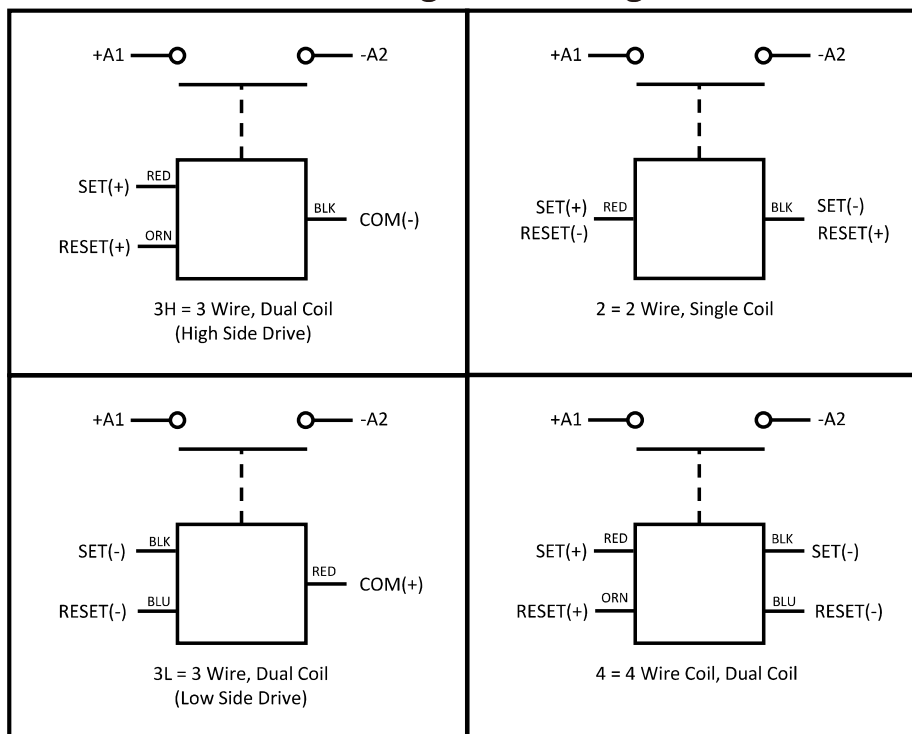 +A1 -A2
SET(+) RED
BLK COM(-)
RESET(+) ORN
3H = 3 Wire, Dual Coil
(High Side Drive)
+A1 -A2
SET(+) RED BLK SET(-)
RESET(-) RESET(+)
2 = 2 Wire, Single Coil
+A1 -A2
SET(-) BLK
RED COM(+)
RESET(-) BLU
3L = 3 Wire, Dual Coil
(Low Side Drive)
+A1 -A2
SET(+) RED BLK SET(-)
RESET(+) ORN BLU RESET(-)
4 = 4 Wire Coil, Dual Coil